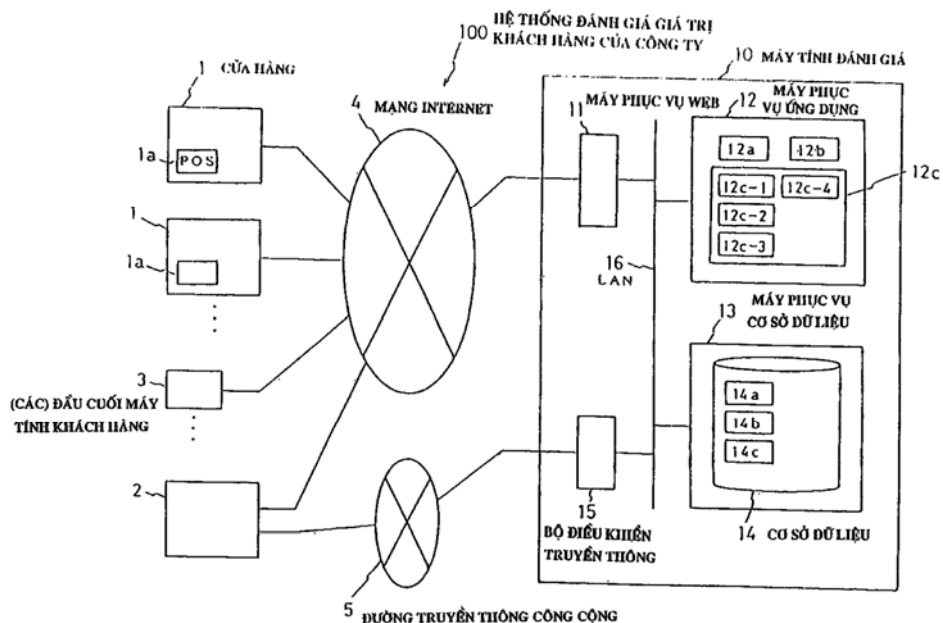 HỆ THỐNG ĐÁNH GIÁ GIÁ TRỊ
KHÁCH HÀNG CỦA CÔNG TY
100
1 CỬA HÀNG
1a
POS
1
1a
3
(CÁC) ĐẦU CUỐI MÁY
TÍNH KHÁCH HÀNG
2
4
MẠNG INTERNET
5
ĐƯỜNG TRUYỀN THÔNG CÔNG CỘNG
10 MÁY TÍNH ĐÁNH GIÁ
MÁY PHỤC VỤ WEB
11
12
MÁY PHỤC
VỤ ỨNG DỤNG
12a
12b
12c
12c-1
12c-4
12c-2
12c-3
16
LAN
MÁY PHỤC VỤ
CƠ SỞ DỮ LIỆU
13
14a
14b
14c
14 CƠ SỞ DỮ LIỆU
15
BỘ ĐIỀU KHIỂN
TRUYỀN THÔNG